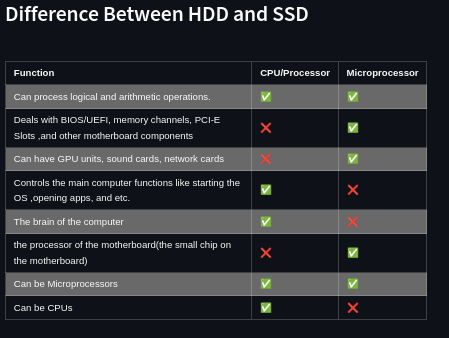 Difference Between HDD and SSD
Function CPU/Processor Microprocessor
Can process logical and arithmetic operations. ✅ ✅
Deals with BIOS/UEFI, memory channels, PCI-E
Slots ,and other motherboard components ❌ ✅
Can have GPU units, sound cards, network cards ❌ ✅
Controls the main computer functions like starting the
OS ,opening apps, and etc. ✅ ❌
The brain of the computer ✅ ❌
the processor of the motherboard(the small chip on
the motherboard) ❌ ✅
Can be Microprocessors ✅ ✅
Can be CPUs ✅ ❌